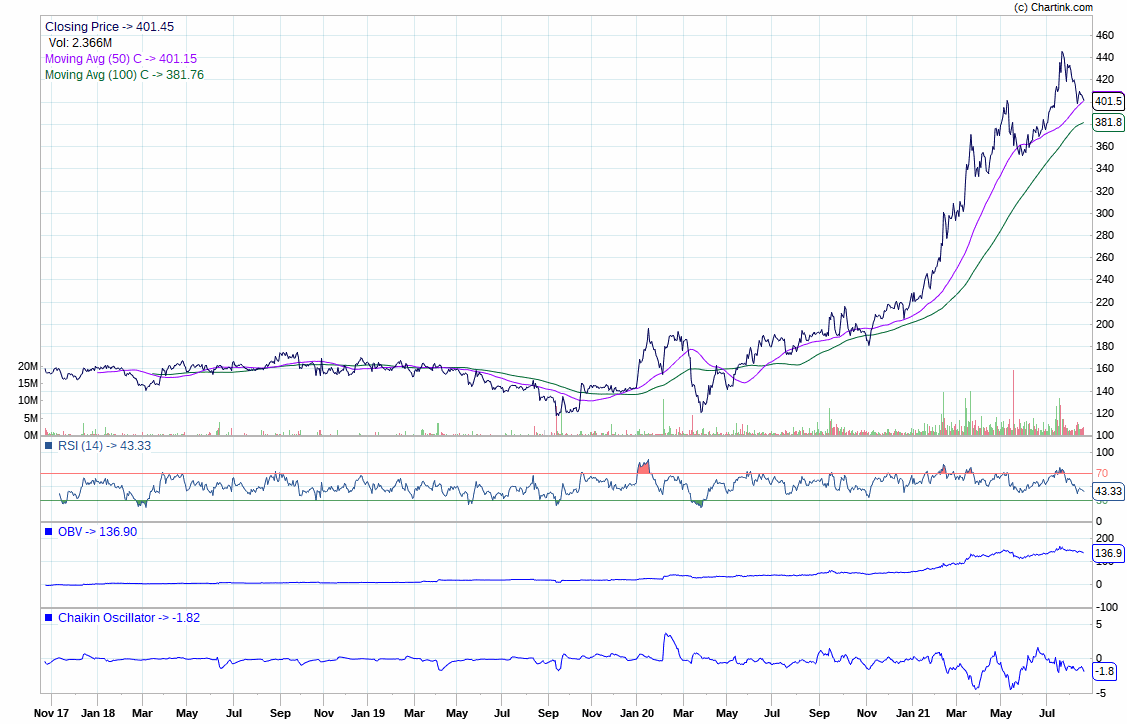 (c) Chartink.com
Closing Price -> 401.45
Vol: 2.366M
Moving Avg (50) C -> 401.15
Moving Avg (100) C -> 381.76
460
440
420
401.5
381.8
360
340
320
300
280
260
240
220
200
180
160
140
120
100
20M
15M
10M
5M
0M
RSI (14) -> 43.33
100
70
43.33
0
OBV -> 136.90
200
136.9
0
-100
Chaikin Oscillator -> -1.82
5
0
-1.8
-5
Nov 17 Jan 18 Mar May Jul Sep Nov Jan 19 Mar May Jul Sep Nov Jan 20 Mar May Jul Sep Nov Jan 21 Mar May Jul